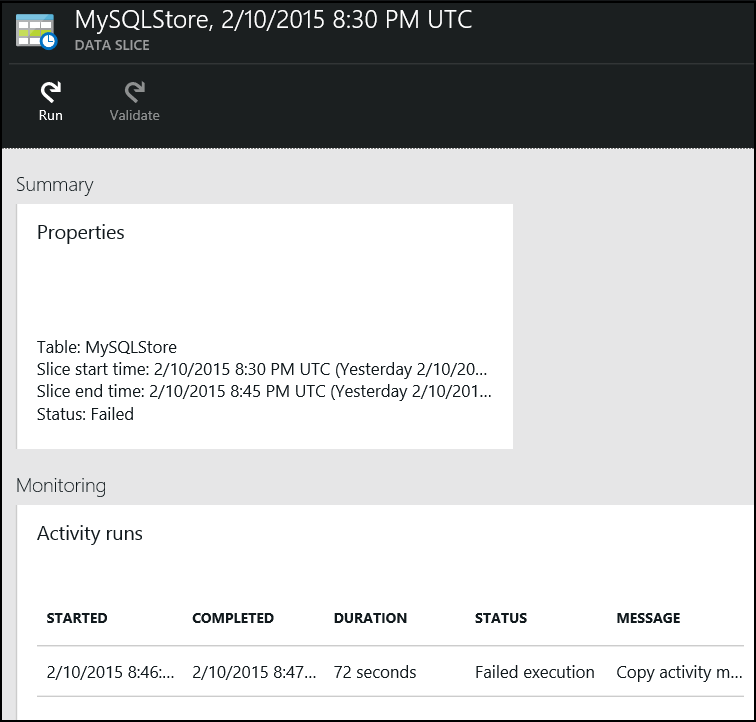 MySQLStore, 2/10/2015 8:30 PM UTC
DATA SLICE
Run Validate
Summary
Properties
Table: MySQLStore
Slice start time: 2/10/2015 8:30 PM UTC (Yesterday 2/10/20...
Slice end time: 2/10/2015 8:45 PM UTC (Yesterday 2/10/201...
Status: Failed
Monitoring
Activity runs
STARTED COMPLETED DURATION STATUS MESSAGE
2/10/2015 8:46:... 2/10/2015 8:47... 72 seconds Failed execution Copy activity m...